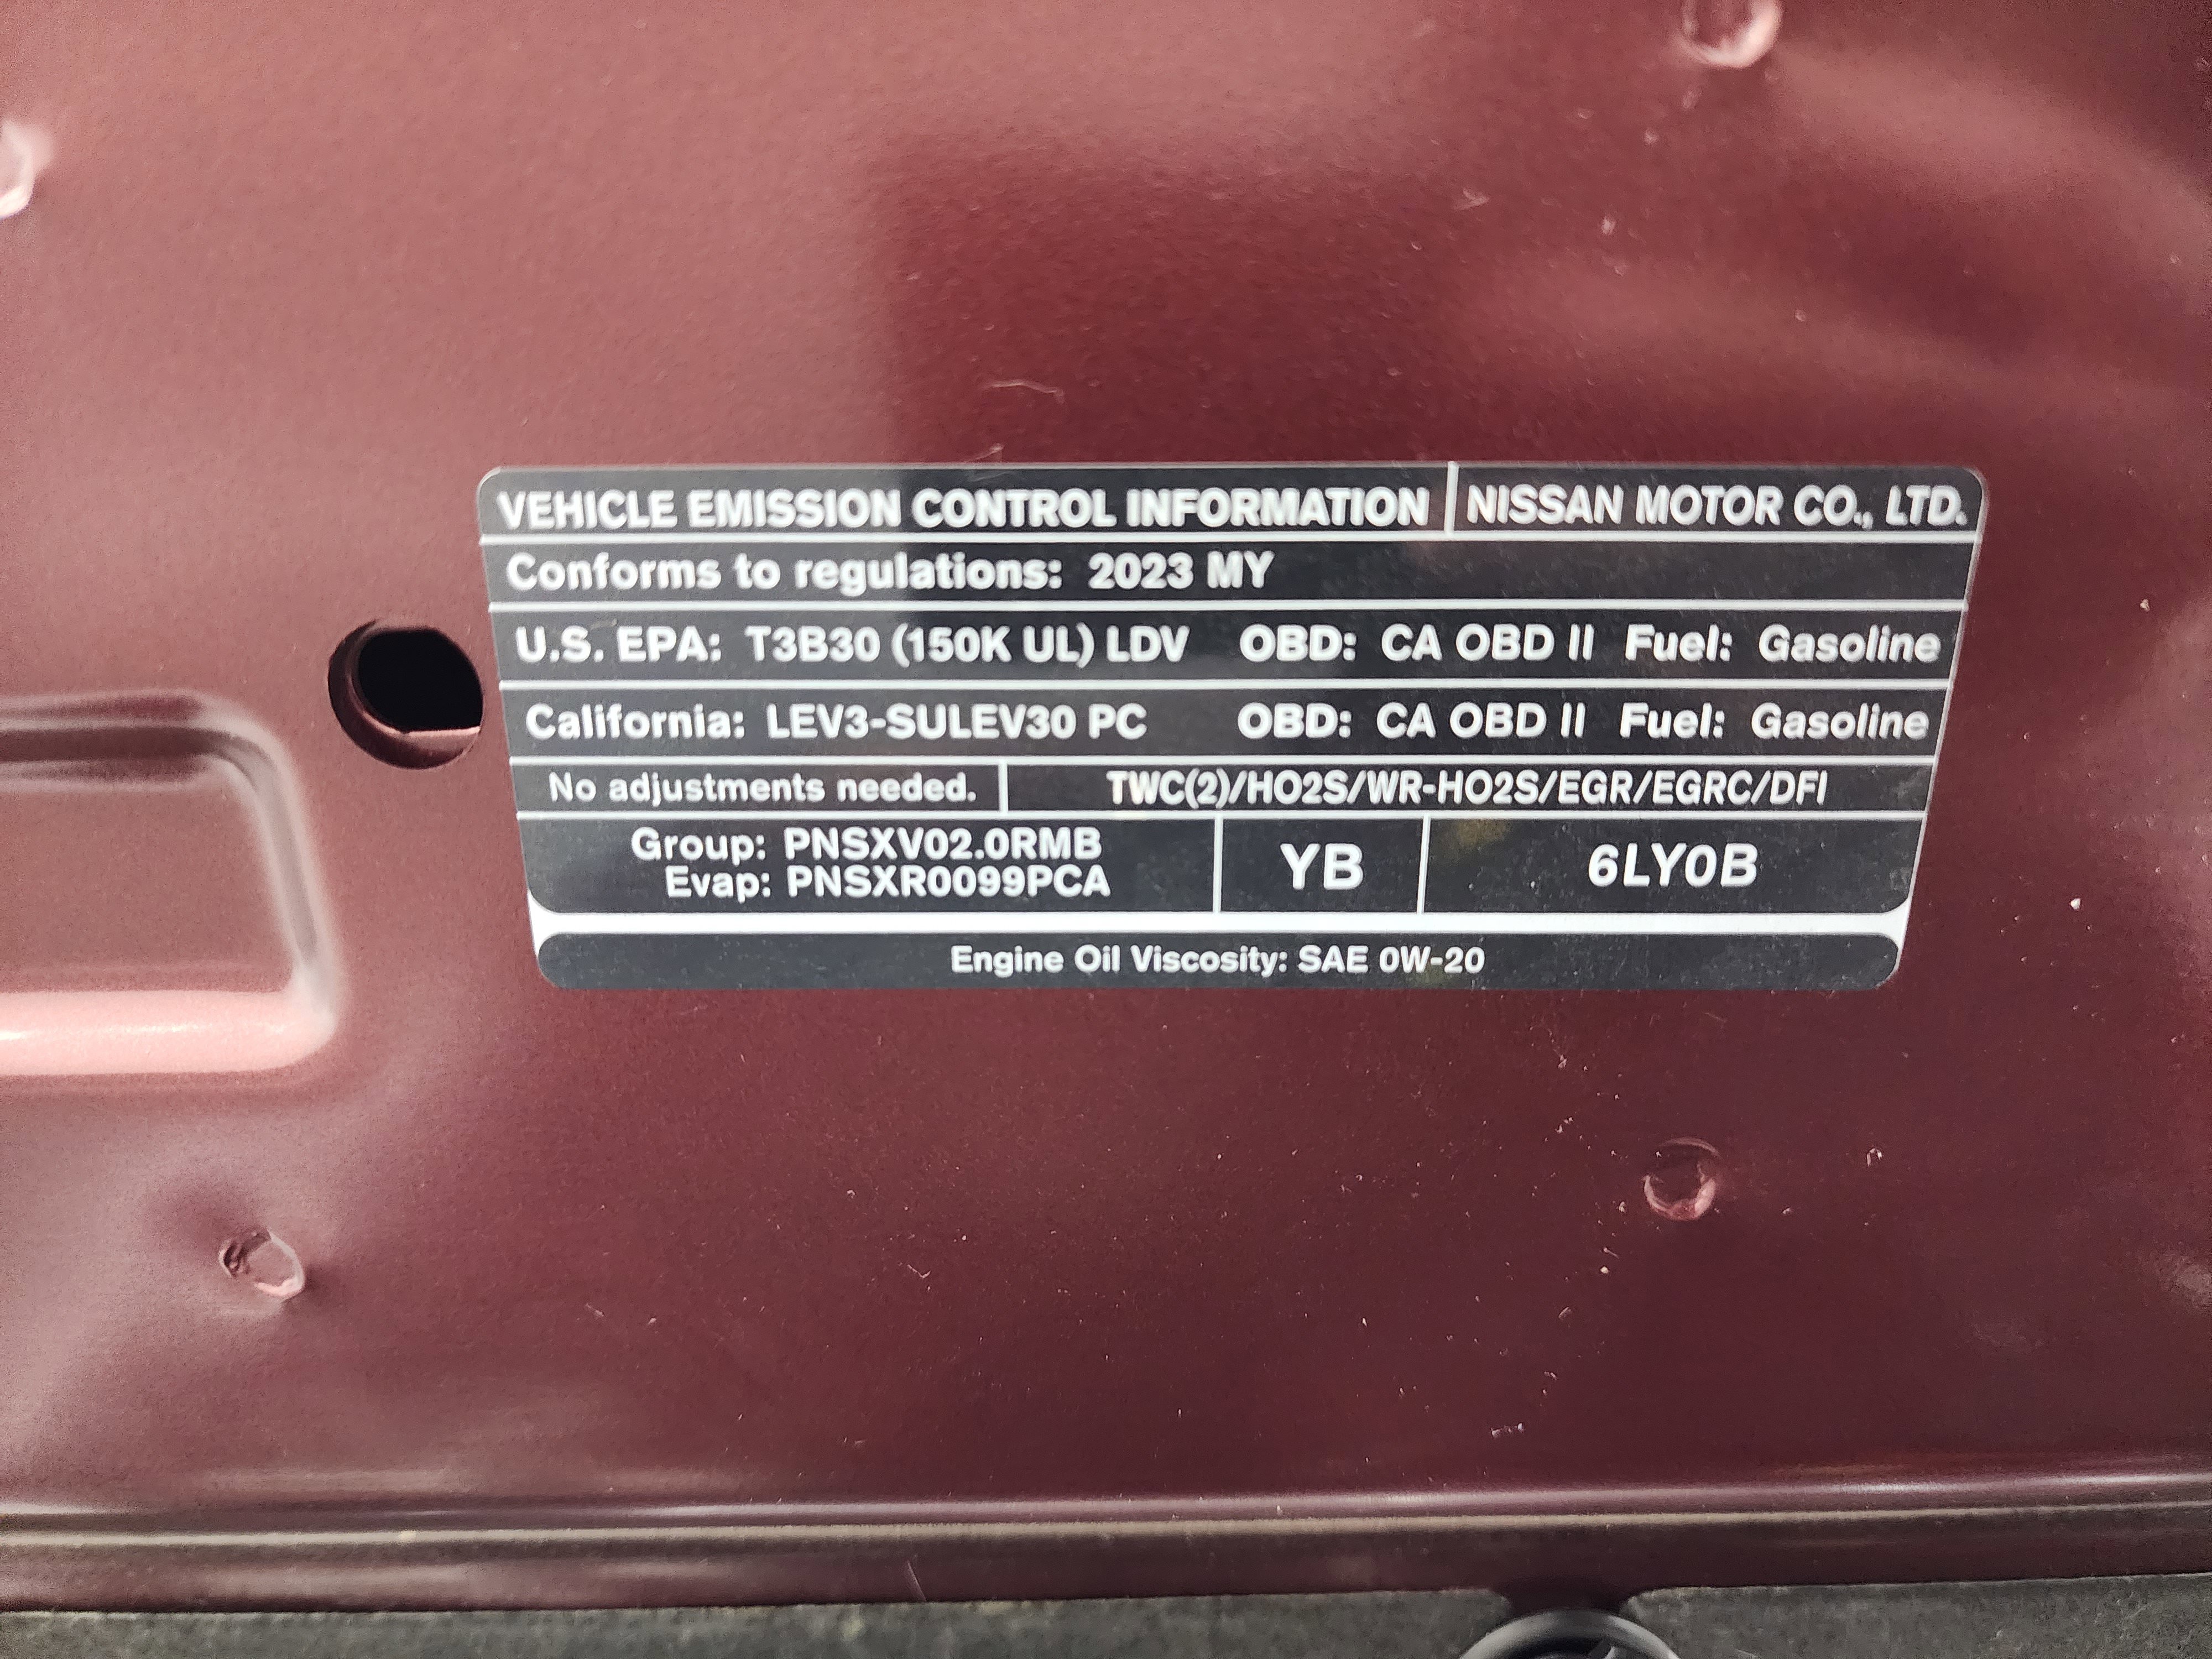 VEHICLE EMISSION CONTROL INFORMATION NISSAN MOTOR CO., LTD.
Conforms to regulations: 2023 MY
U.S. EPA: T3B30 (150K UL) LDV OBD: CA OBD II Fuel: Gasoline
California: LEV3-SULEV30 PC OBD: CA OBD II Fuel: Gasoline
No adjustments needed. TWC(2)/HO2S/WR-HO2S/EGR/EGRC/DFI
Group: PNSXV02.0RMB
Evap: PNSXR0099PCA
YB
6LY0B
Engine Oil Viscosity: SAE 0W-20